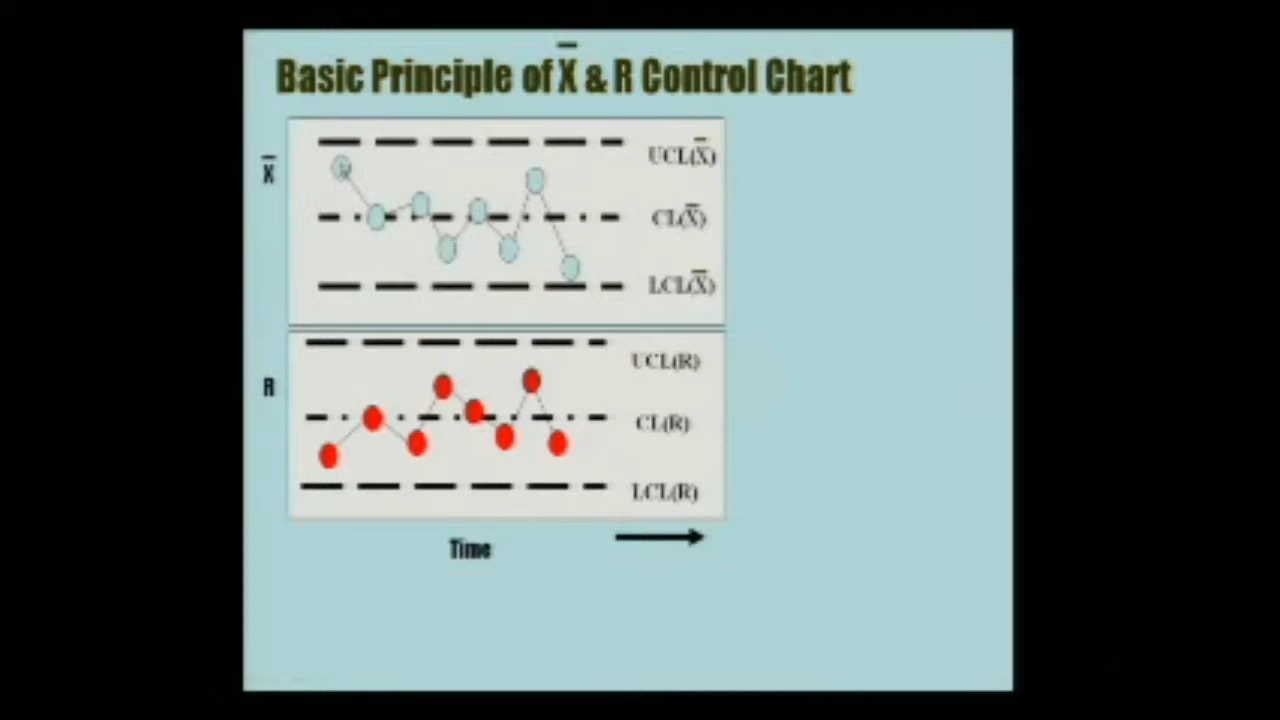 Basic Principle of X̄ & R Control Chart
X̄
UCL(X̄)
CL(X̄)
LCL(X̄)
R
UCL(R)
CL(R)
LCL(R)
Time